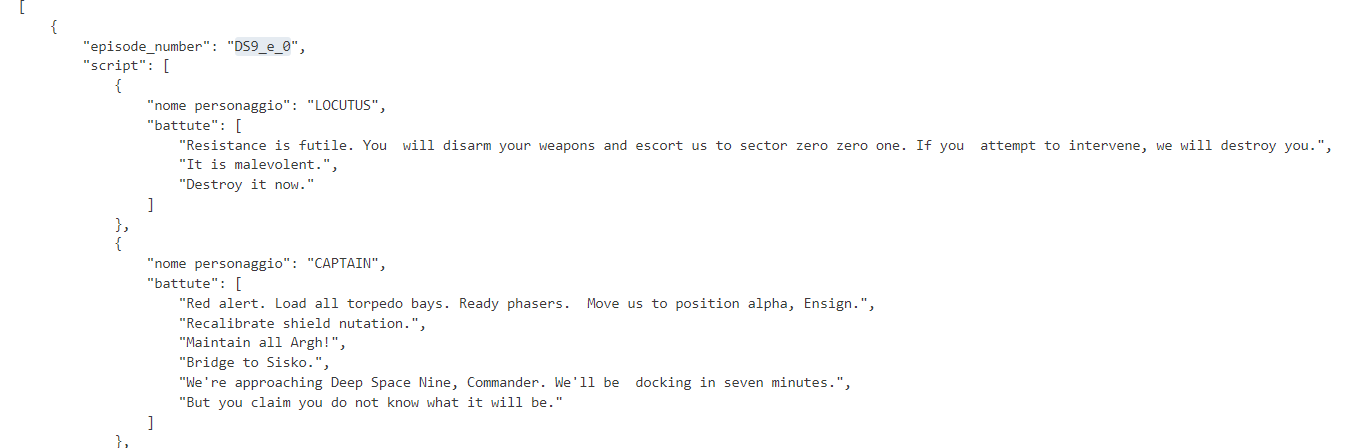 [
{
"episode_number": "DS9_e_0",
"script": [
{
"nome personaggio": "LOCUTUS",
"battute": [
"Resistance is futile. You  will disarm your weapons and escort us to sector zero zero one. If you  attempt to intervene, we will destroy you.",
"It is malevolent.",
"Destroy it now."
]
},
{
"nome personaggio": "CAPTAIN",
"battute": [
"Red alert. Load all torpedo bays. Ready phasers.  Move us to position alpha, Ensign.",
"Recalibrate shield nutation.",
"Maintain all Argh!",
"Bridge to Sisko.",
"We're approaching Deep Space Nine, Commander. We'll be  docking in seven minutes.",
"But you claim you do not know what it will be."
]
},